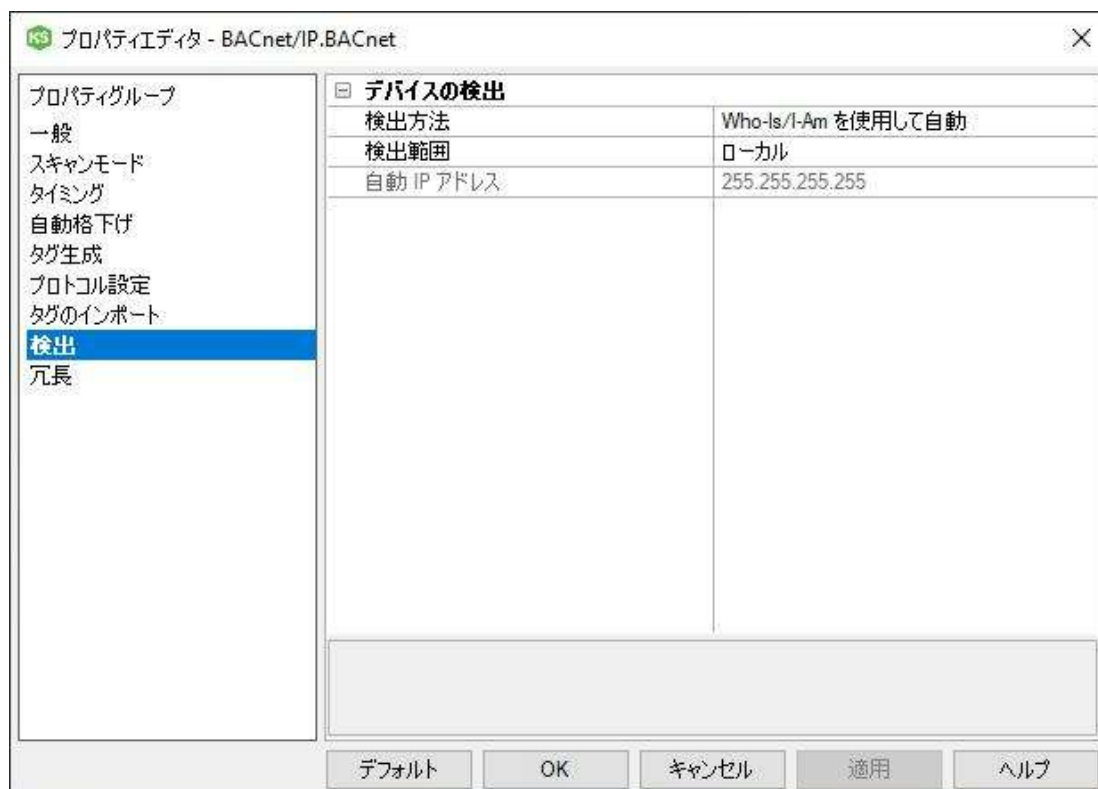 KS プロパティエディタ - BACnet/IP.BACnet
プロパティグループ
一般
スキャンモード
タイミング
自動格下げ
タグ生成
プロトコル設定
タグのインポート
検出
冗長
デバイスの検出
検出方法 Who-Is/I-Am を使用して自動
検出範囲 ローカル
自動 IP アドレス 255.255.255.255
デフォルト OK キャンセル 適用 ヘルプ